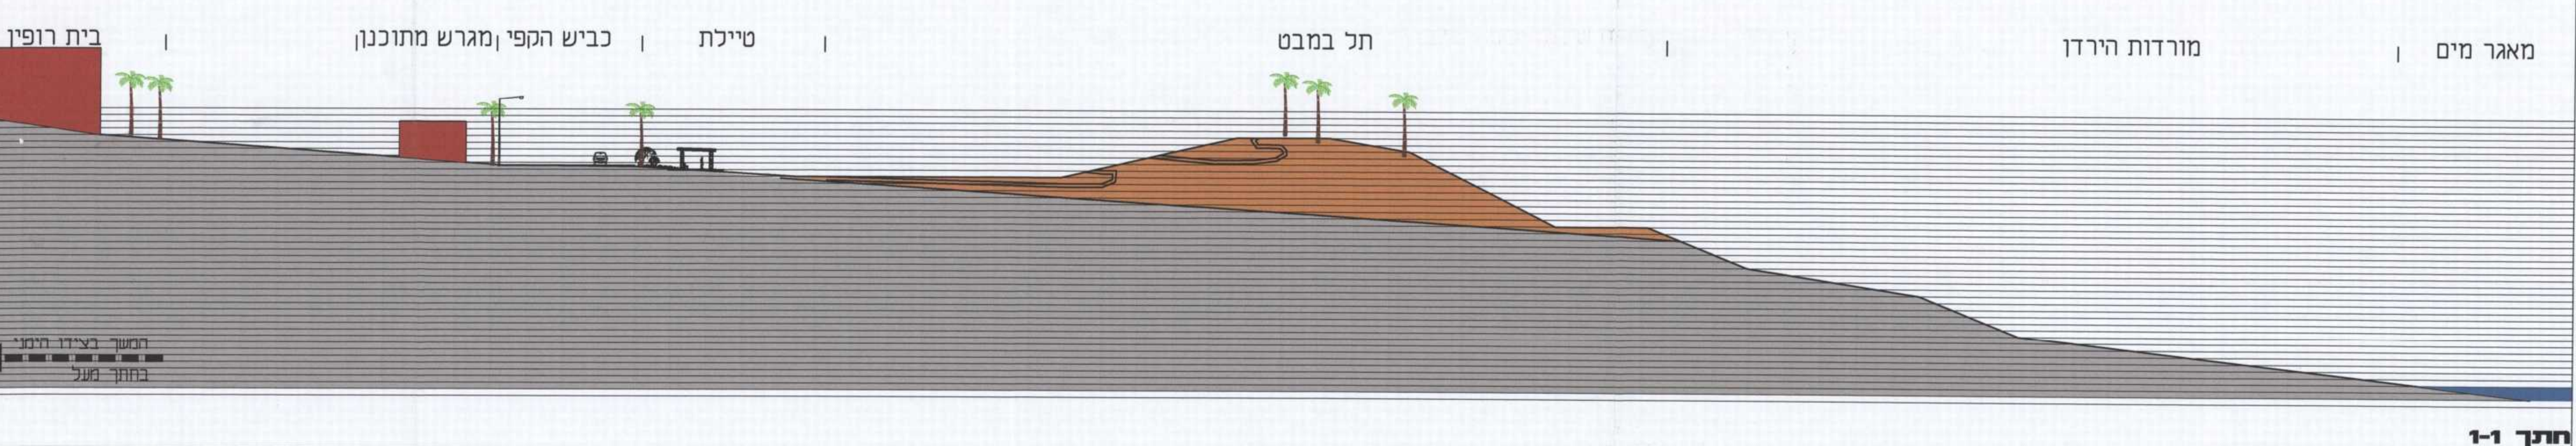 מאגר מים
מורדות הירדן
תל במבט
טיילת
כביש הקפי
מגרש מתוכנן
בית רופין
המשך בצידו הימני
בחתך מעל
חתך 1-1